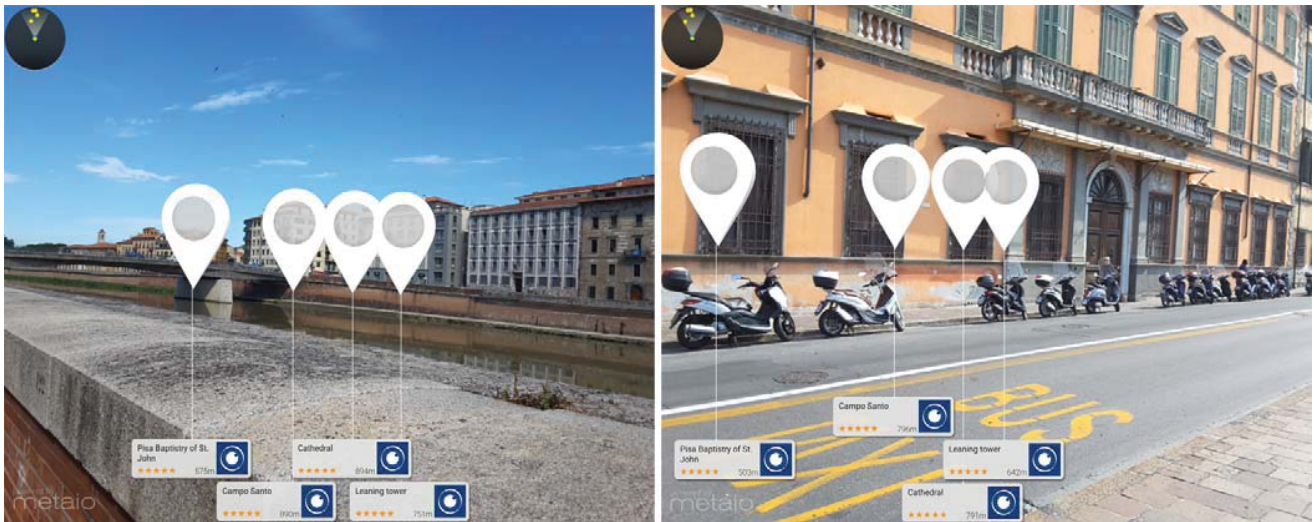 Pisa Baptistry of St.
John
575m
Cathedral
894m
Campo Santo
890m
Leaning tower
751m
metaio
Campo Santo
796m
Pisa Baptistry of St.
John
503m
Leaning tower
642m
Cathedral
791m
BUS
metaio